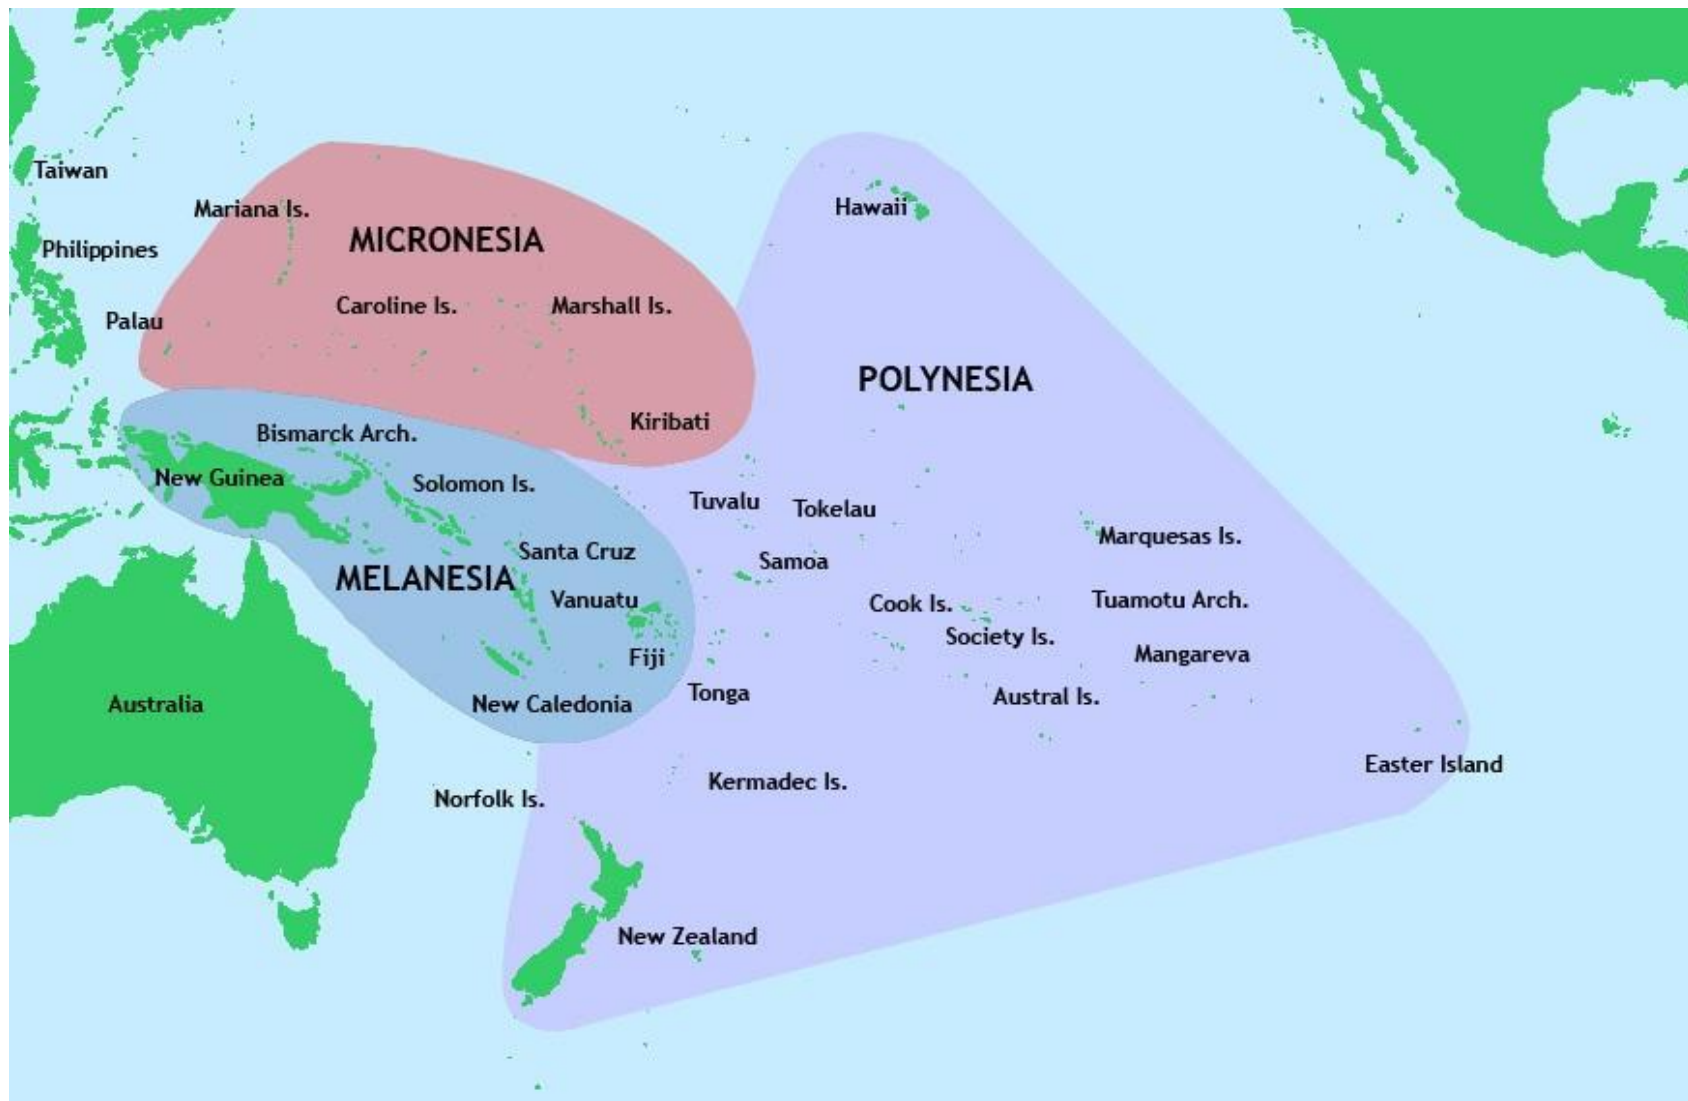 Taiwan
Mariana Is.
Hawaii
MICRONESIA
Philippines
Caroline Is.
Marshall Is.
Palau
POLYNESIA
Kiribati
Bismarck Arch.
New Guinea
Solomon Is.
Tuvalu
Tokelau
Marquesas Is.
Santa Cruz
Samoa
MELANESIA
Vanuatu
Cook Is.
Tuamotu Arch.
Society Is.
Fiji
Mangareva
Tonga
Austral Is.
Australia
New Caledonia
Easter Island
Kermadec Is.
Norfolk Is.
New Zealand